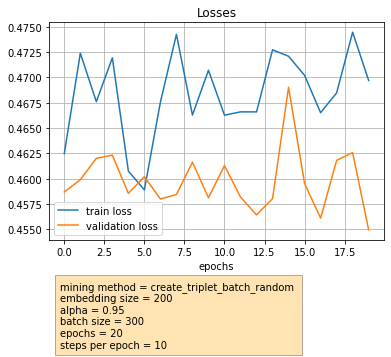 Losses
0.4750
0.4725
0.4700
0.4675
0.4650
0.4625
0.4600
0.4575
0.4550
train loss
validation loss
0.0 2.5 5.0 7.5 10.0 12.5 15.0 17.5
epochs
mining method = create_triplet_batch_random
embedding size = 200
alpha = 0.95
batch size = 300
epochs = 20
steps per epoch = 10